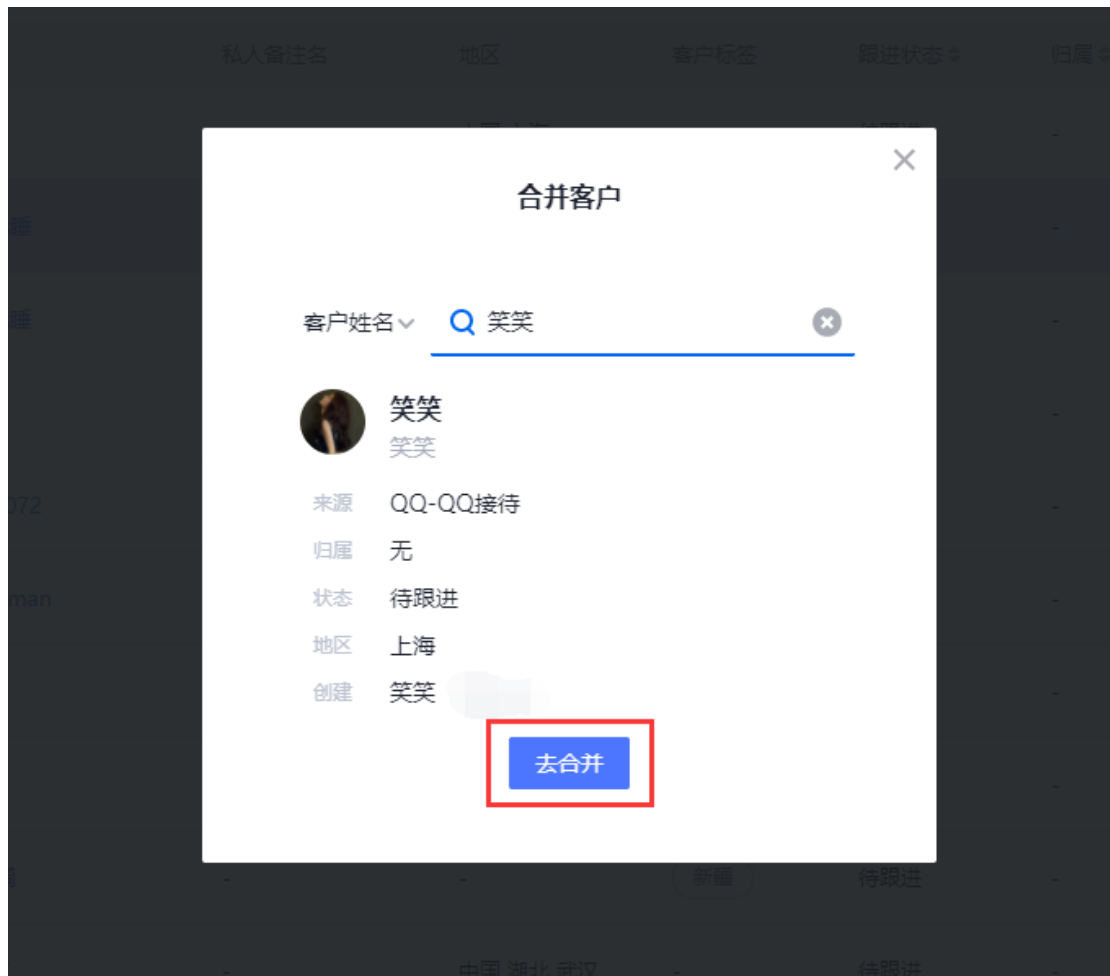 私人备注名 地区 客户标签 跟进状态 归属
合并客户
客户姓名 笑笑
笑笑
笑笑
来源 QQ-QQ接待
归属 无
状态 待跟进
地区 上海
创建 笑笑
去合并
072
man
- - 新疆 待跟进 -
- 中国 湖北 武汉 - 待跟进 -